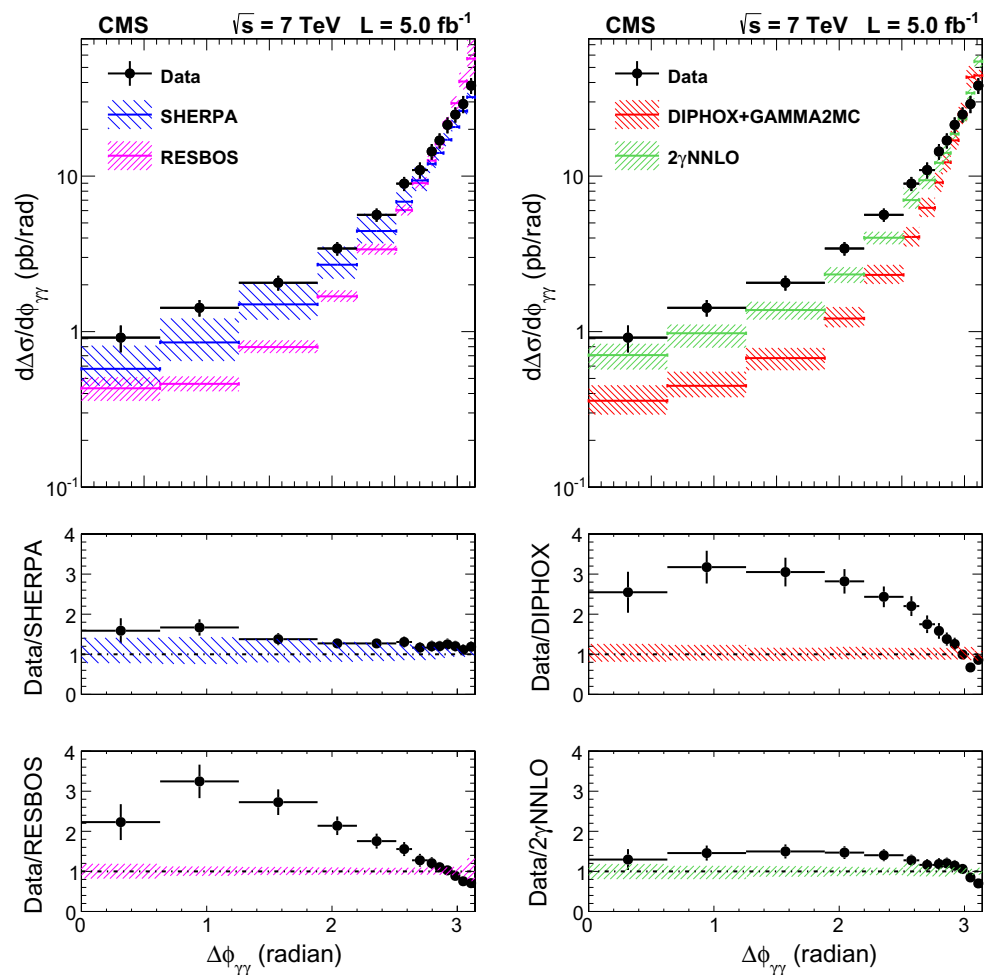 CMS √s = 7 TeV L = 5.0 fb⁻¹
Data
SHERPA
RESBOS
10
1
10⁻¹
dΔσ/dϕγγ (pb/rad)
CMS √s = 7 TeV L = 5.0 fb⁻¹
Data
DIPHOX+GAMMA2MC
2γNNLO
10
1
10⁻¹
dΔσ/dϕγγ (pb/rad)
4
3
2
1
0
Data/SHERPA
4
3
2
1
0
Data/DIPHOX
4
3
2
1
0
Data/RESBOS
0 1 2 3
Δϕγγ (radian)
4
3
2
1
0
Data/2γNNLO
0 1 2 3
Δϕγγ (radian)